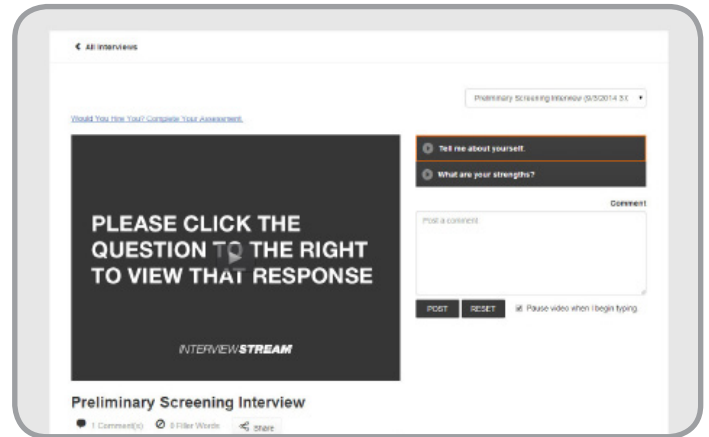 All Interviews
Preliminary Screening Interview (9/3/2014 3:(
Would You Hire You? Complete Your Assessment.
Tell me about yourself.
What are your strengths?
PLEASE CLICK THE
QUESTION TO THE RIGHT
TO VIEW THAT RESPONSE
INTERVIEWSTREAM
Comment
Post a comment
POST RESET Pause video when I begin typing.
Preliminary Screening Interview
1 Comment(s) 0 Filler Words Share